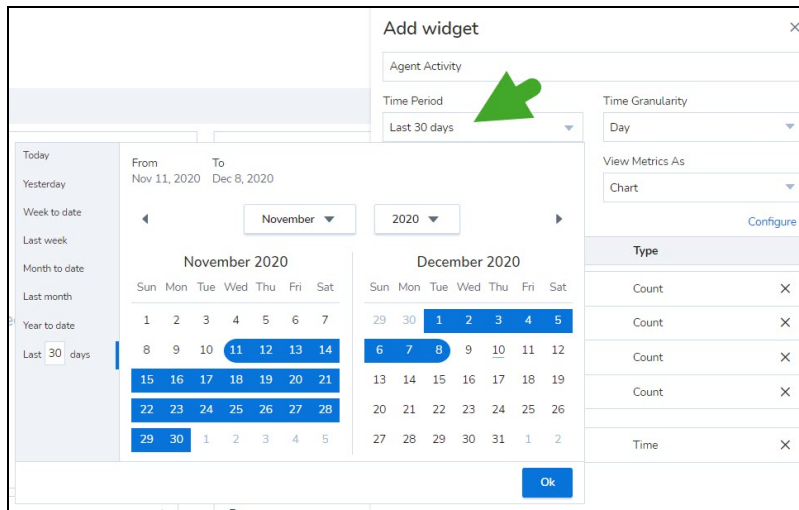 Add widget
×
Agent Activity
Time Period
Time Granularity
Last 30 days
Day
View Metrics As
Chart
Configure
Type
Count ×
Count ×
Count ×
Count ×
Time ×
Today
Yesterday
Week to date
Last week
Month to date
Last month
Year to date
Last 30 days
From To
Nov 11, 2020 Dec 8, 2020
November 2020
November 2020
Sun Mon Tue Wed Thu Fri Sat
1 2 3 4 5 6 7
8 9 10 11 12 13 14
15 16 17 18 19 20 21
22 23 24 25 26 27 28
29 30 1 2 3 4 5
December 2020
Sun Mon Tue Wed Thu Fri Sat
29 30 1 2 3 4 5
6 7 8 9 10 11 12
13 14 15 16 17 18 19
20 21 22 23 24 25 26
27 28 29 30 31 1 2
Ok